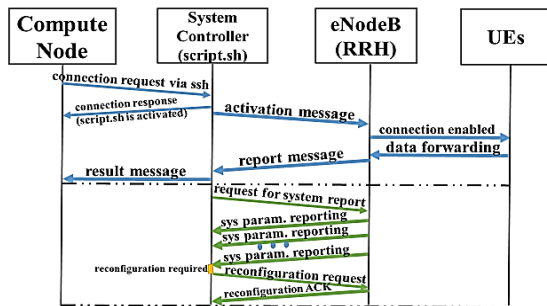 Compute
Node
System
Controller
(script.sh)
eNodeB
(RRH)
UEs
connection request via ssh
connection response
(script.sh is activated)
activation message
connection enabled
data forwarding
report message
result message
request for system report
sys param. reporting
sys param. reporting
sys param. reporting
reconfiguration required
reconfiguration request
reconfiguration ACK